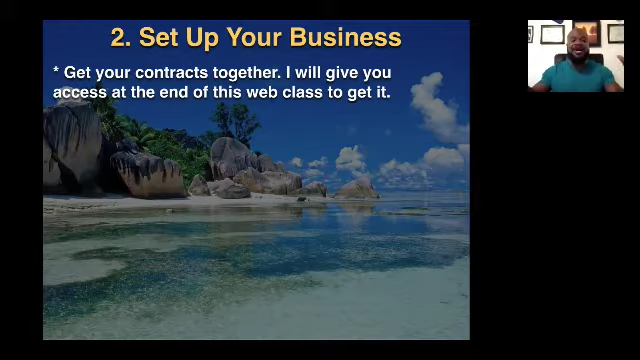 2. Set Up Your Business
* Get your contracts together. I will give you
access at the end of this web class to get it.